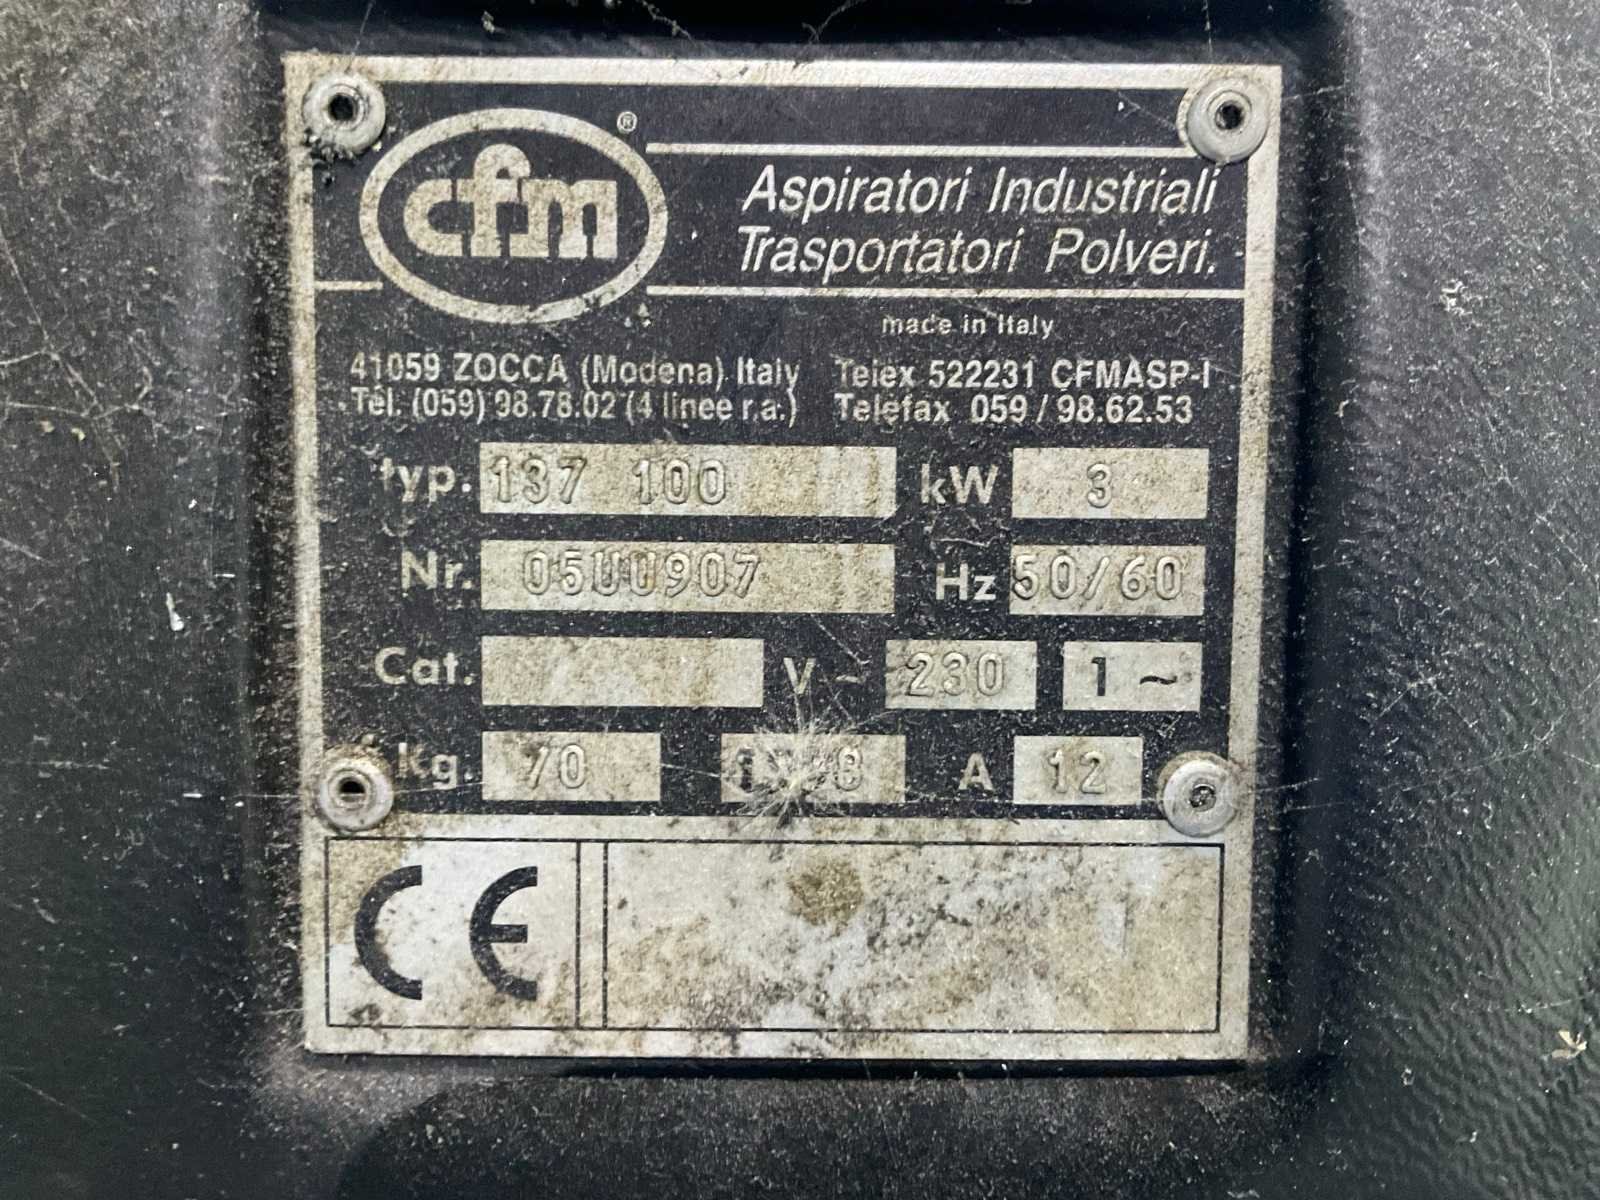 cfm ®
Aspiratori Industriali
Trasportatori Polveri.
made in Italy
41059 ZOCCA (Modena) Italy Telex 522231 CFMASP-I
Tel. (059) 98.78.02 (4 linee r.a.) Telefax 059 / 98.62.53
typ. 137 100 kW 3
Nr. 05UU907 Hz 50/60
Cat. V ~ 230 1 ~
Kg. 70 A 12
CE